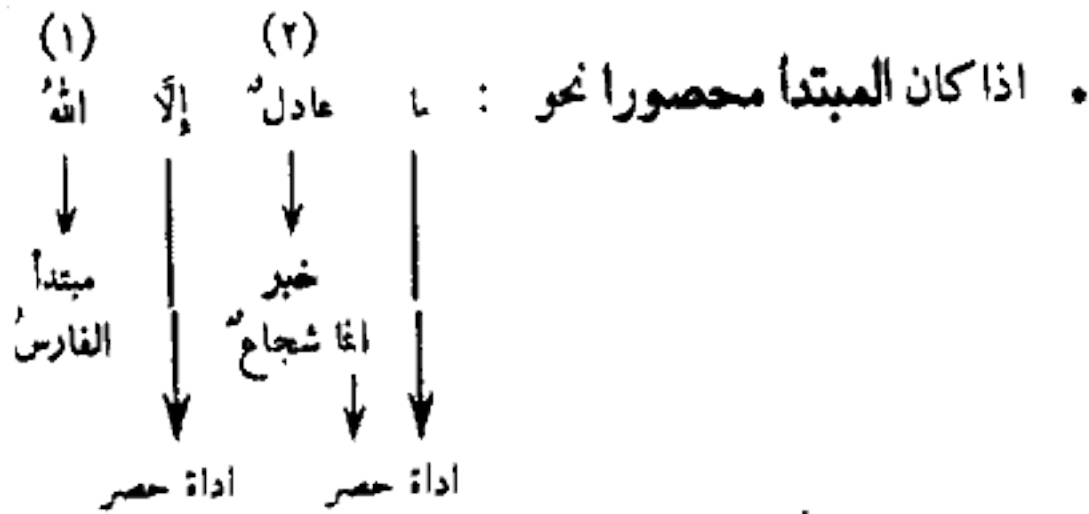 (٢) (١)
• اذا كان المبتدأ محصورا نحو : ما عادلٌ إلَّا اللهُ
خبر مبتدأ
انما شجاعٌ الفارسُ
اداة حصر اداة حصر